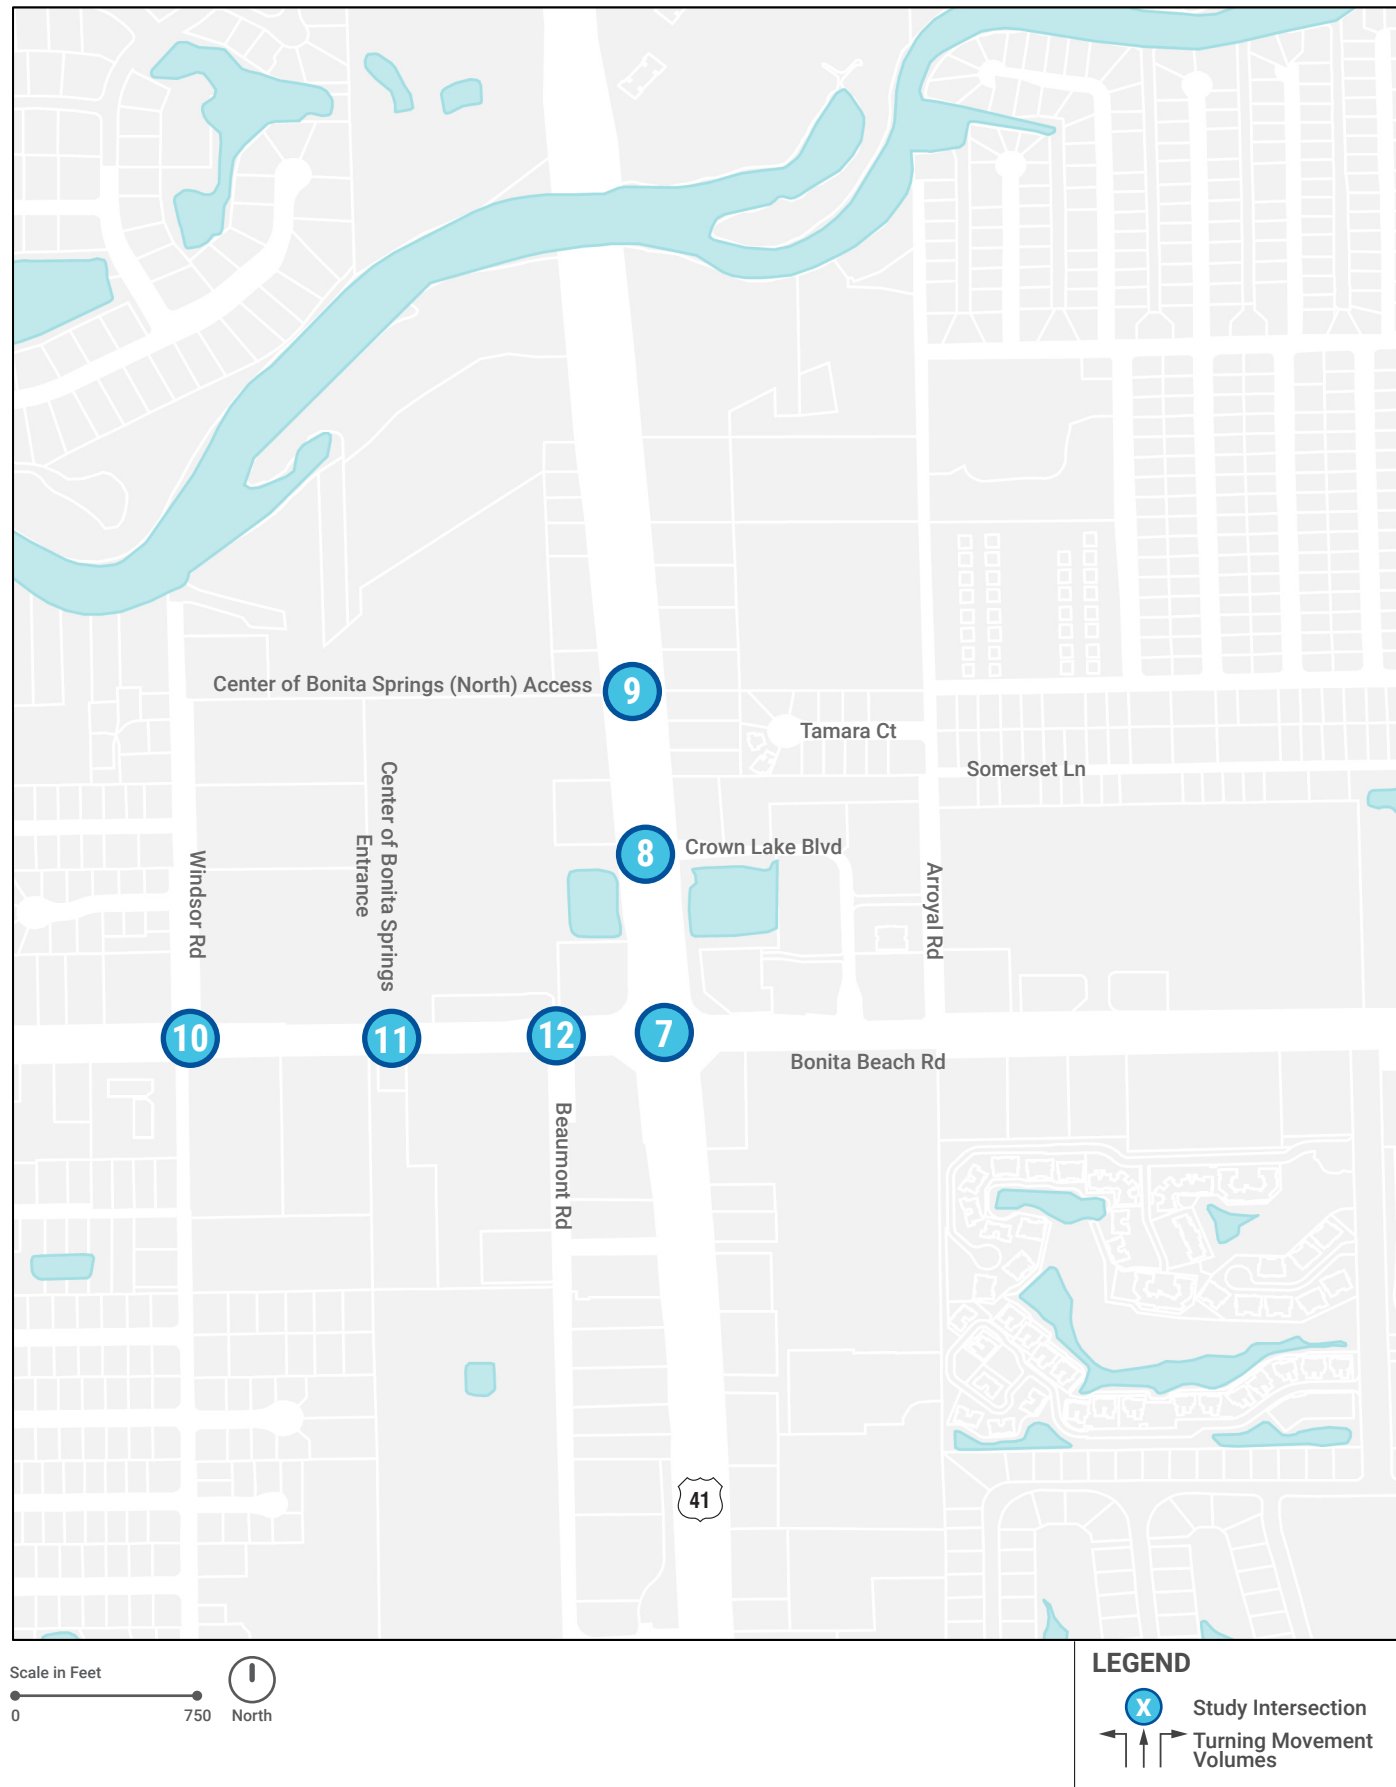 Center of Bonita Springs (North) Access
9
Tamara Ct
Somerset Ln
Center of Bonita Springs
Entrance
8
Crown Lake Blvd
Windsor Rd
Arroyal Rd
10
11
12
7
Bonita Beach Rd
Beaumont Rd
41
Scale in Feet
0
750
North
LEGEND
X
Study Intersection
Turning Movement
Volumes